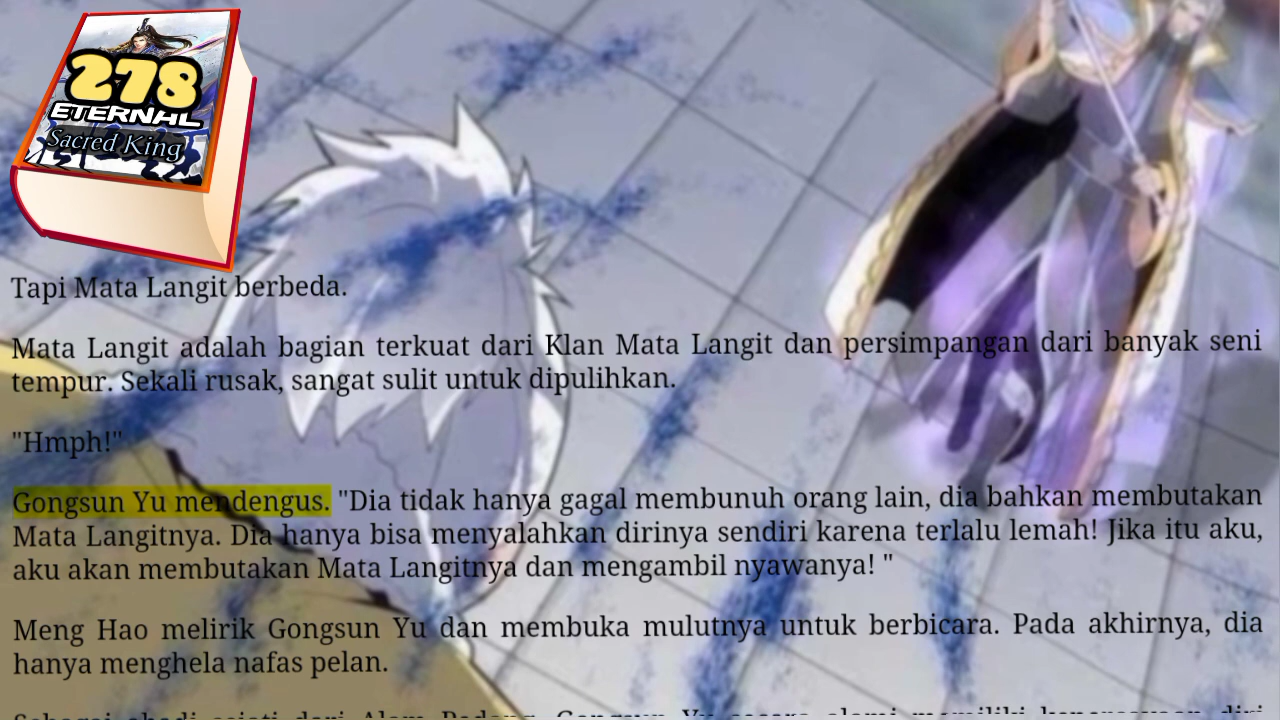 278
ETERNAL
Sacred King
Tapi Mata Langit berbeda.
Mata Langit adalah bagian terkuat dari Klan Mata Langit dan persimpangan dari banyak seni
tempur. Sekali rusak, sangat sulit untuk dipulihkan.
"Hmph!"
Gongsun Yu mendengus. "Dia tidak hanya gagal membunuh orang lain, dia bahkan membutakan
Mata Langitnya. Dia hanya bisa menyalahkan dirinya sendiri karena terlalu lemah! Jika itu aku,
aku akan membutakan Mata Langitnya dan mengambil nyawanya! "
Meng Hao melirik Gongsun Yu dan membuka mulutnya untuk berbicara. Pada akhirnya, dia
hanya menghela nafas pelan.